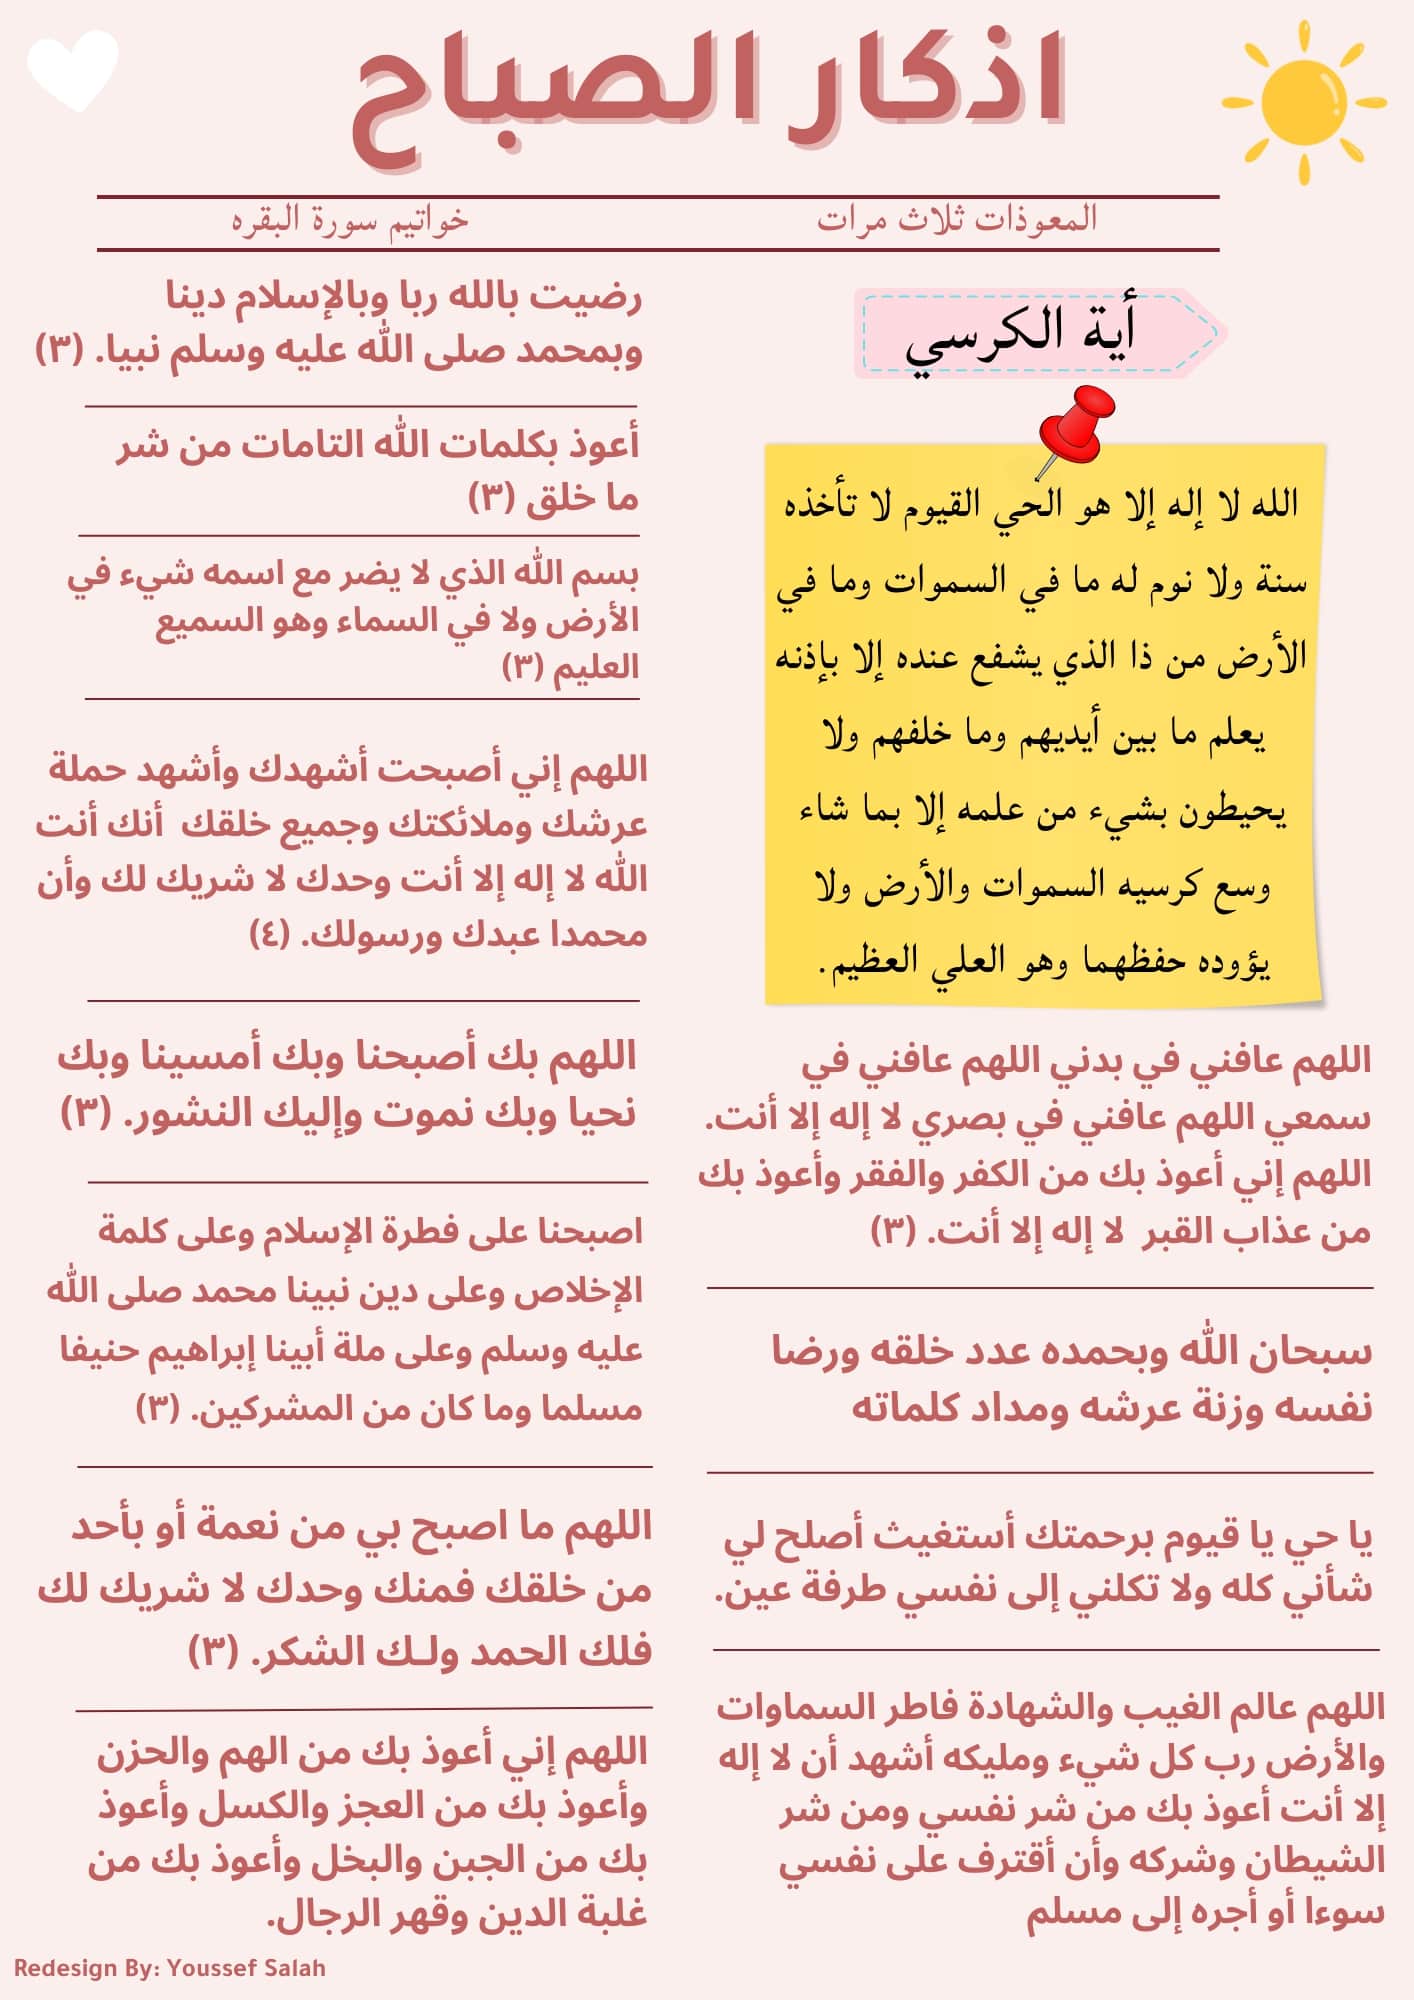 اذكار الصباح
المعوذات ثلاث مرات
خواتيم سورة البقره
أية الكرسي
الله لا إله إلا هو الحي القيوم لا تأخذه
سنة ولا نوم له ما في السموات وما في
الأرض من ذا الذي يشفع عنده إلا بإذنه
يعلم ما بين أيديهم وما خلفهم ولا
يحيطون بشيء من علمه إلا بما شاء
وسع كرسيه السموات والأرض ولا
يؤوده حفظهما وهو العلي العظيم.
اللهم عافني في بدني اللهم عافني في
سمعي اللهم عافني في بصري لا إله إلا أنت.
اللهم إني أعوذ بك من الكفر والفقر وأعوذ بك
من عذاب القبر لا إله إلا أنت. (٣)
سبحان الله وبحمده عدد خلقه ورضا
نفسه وزنة عرشه ومداد كلماته
يا حي يا قيوم برحمتك أستغيث أصلح لي
شأني كله ولا تكلني إلى نفسي طرفة عين.
اللهم عالم الغيب والشهادة فاطر السماوات
والأرض رب كل شيء ومليكه أشهد أن لا إله
إلا أنت أعوذ بك من شر نفسي ومن شر
الشيطان وشركه وأن أقترف على نفسي
سوءا أو أجره إلى مسلم
رضيت بالله ربا وبالإسلام دينا
وبمحمد صلى الله عليه وسلم نبيا. (٣)
أعوذ بكلمات الله التامات من شر
ما خلق (٣)
بسم الله الذي لا يضر مع اسمه شيء في
الأرض ولا في السماء وهو السميع
العليم (٣)
اللهم إني أصبحت أشهدك وأشهد حملة
عرشك وملائكتك وجميع خلقك أنك أنت
الله لا إله إلا أنت وحدك لا شريك لك وأن
محمدا عبدك ورسولك. (٤)
اللهم بك أصبحنا وبك أمسينا وبك
نحيا وبك نموت وإليك النشور. (٣)
اصبحنا على فطرة الإسلام وعلى كلمة
الإخلاص وعلى دين نبينا محمد صلى الله
عليه وسلم وعلى ملة أبينا إبراهيم حنيفا
مسلما وما كان من المشركين. (٣)
اللهم ما اصبح بي من نعمة أو بأحد
من خلقك فمنك وحدك لا شريك لك
فلك الحمد ولـك الشكر. (٣)
اللهم إني أعوذ بك من الهم والحزن
وأعوذ بك من العجز والكسل وأعوذ
بك من الجبن والبخل وأعوذ بك من
غلبة الدين وقهر الرجال.
Redesign By: Youssef Salah